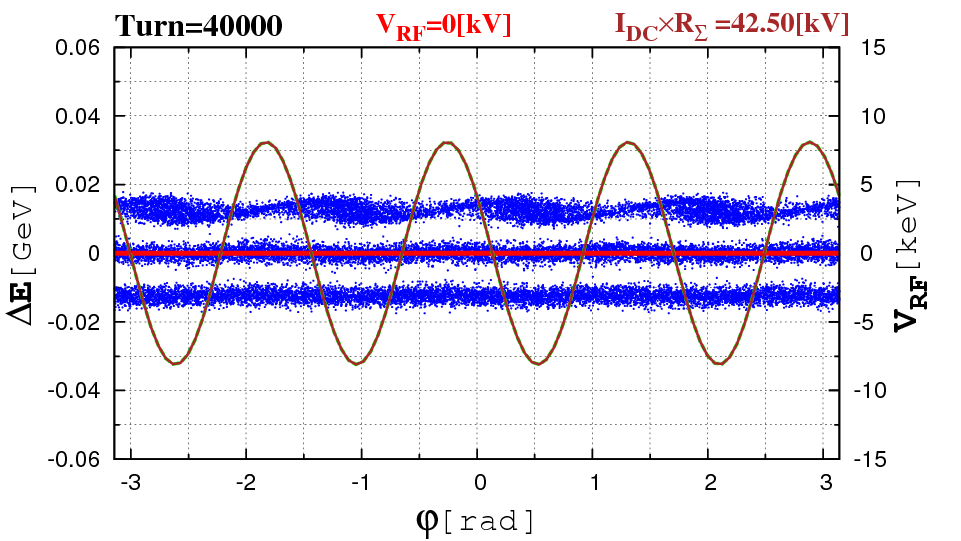 Turn=40000 V_RF=0[kV] I_DC×R_Σ =42.50[kV]
0.06 15
0.04 10
0.02 5
0 0
-0.02 -5
-0.04 -10
-0.06 -15
ΔE[GeV]
V_RF[keV]
-3 -2 -1 0 1 2 3
φ[rad]